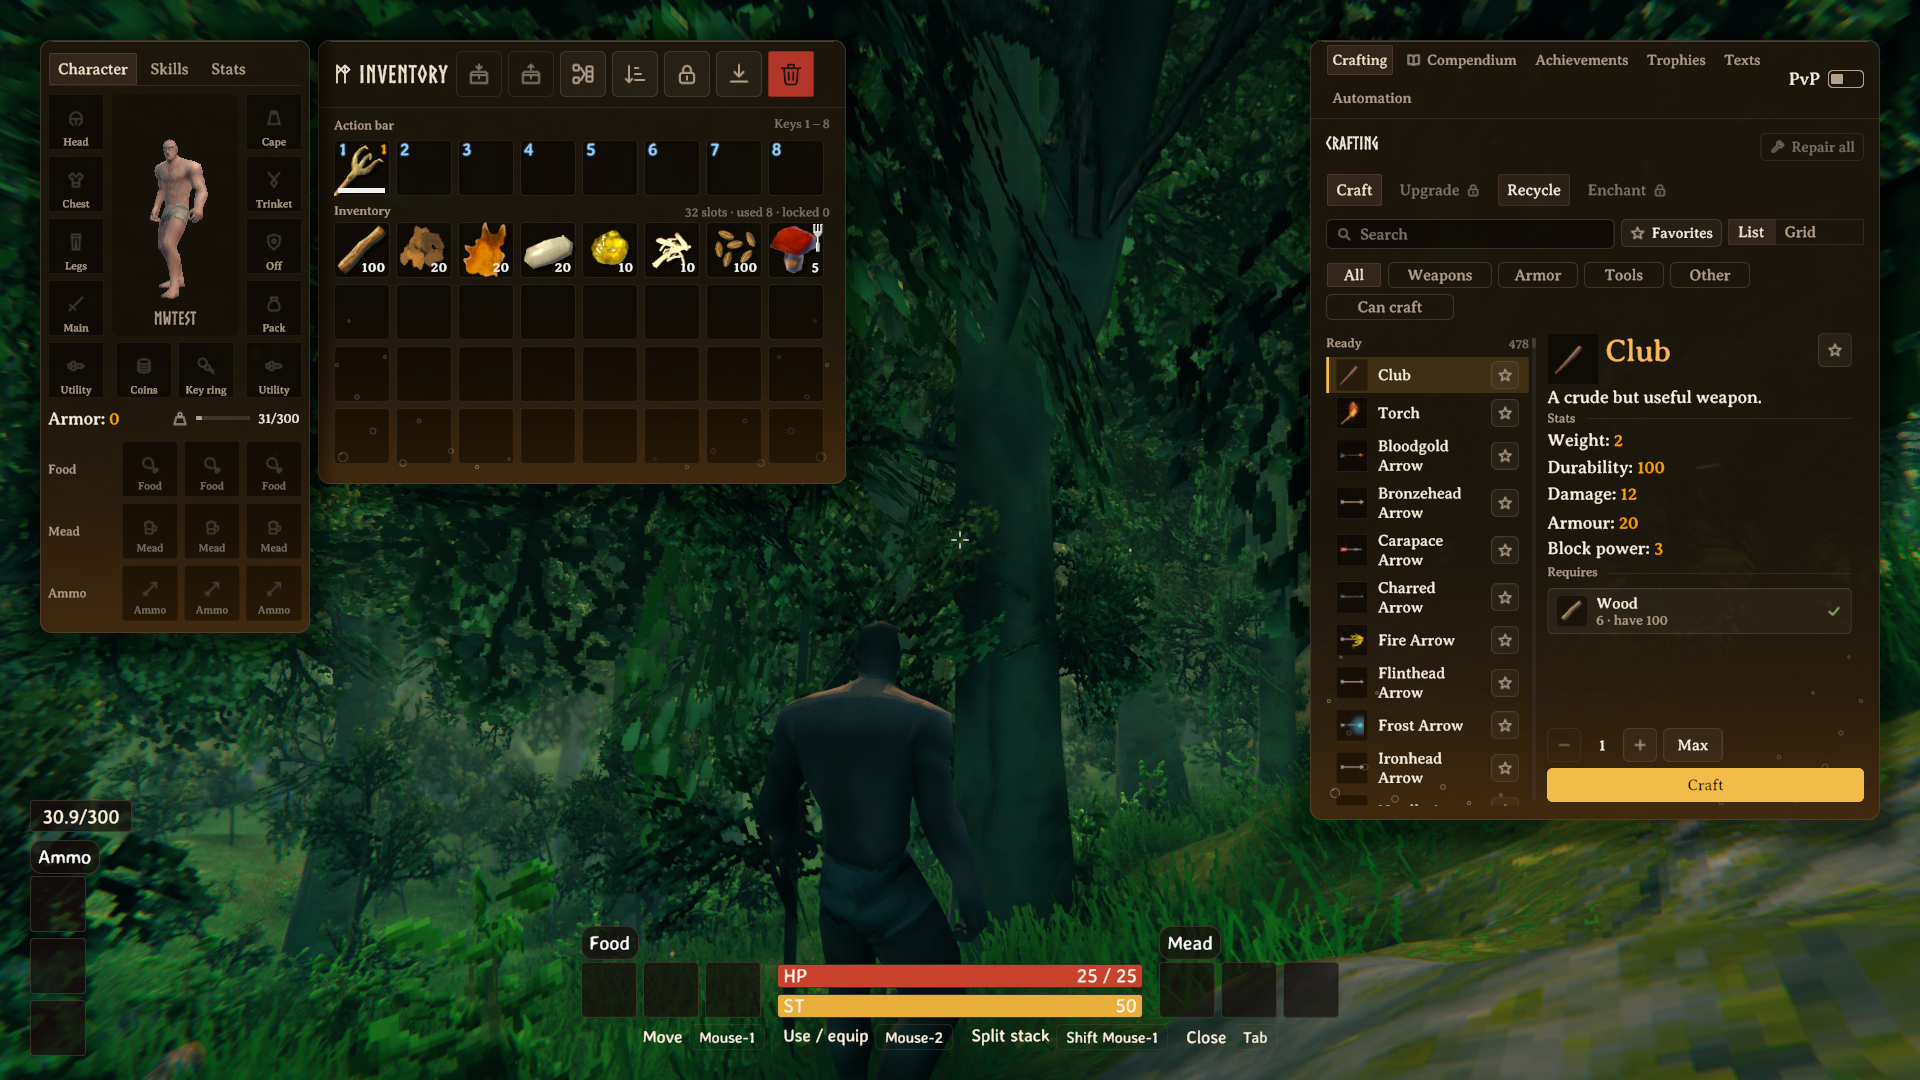 Character
Skills
Stats
Head
Cape
Chest
Trinket
Legs
Off
Main
MWTEST
Pack
Utility
Coins
Key ring
Utility
Armor: 0
31/300
Food
Food
Food
Food
Mead
Mead
Mead
Mead
Ammo
Ammo
Ammo
Ammo
INVENTORY
Action bar
Keys 1 – 8
1
1
2
3
4
5
6
7
8
Inventory
32 slots · used 8 · locked 0
100
20
20
20
10
10
100
5
Crafting
Compendium
Achievements
Trophies
Texts
Automation
PvP
CRAFTING
Repair all
Craft
Upgrade
Recycle
Enchant
Search
Favorites
List
Grid
All
Weapons
Armor
Tools
Other
Can craft
Ready
478
Club
Torch
Bloodgold
Arrow
Bronzehead
Arrow
Carapace
Arrow
Charred
Arrow
Fire Arrow
Flinthead
Arrow
Frost Arrow
Ironhead
Arrow
Club
A crude but useful weapon.
Stats
Weight: 2
Durability: 100
Damage: 12
Armour: 20
Block power: 3
Requires
Wood
6 · have 100
1
Max
Craft
30.9/300
Ammo
Food
HP
25 / 25
ST
50
Mead
Move
Mouse-1
Use / equip
Mouse-2
Split stack
Shift Mouse-1
Close
Tab